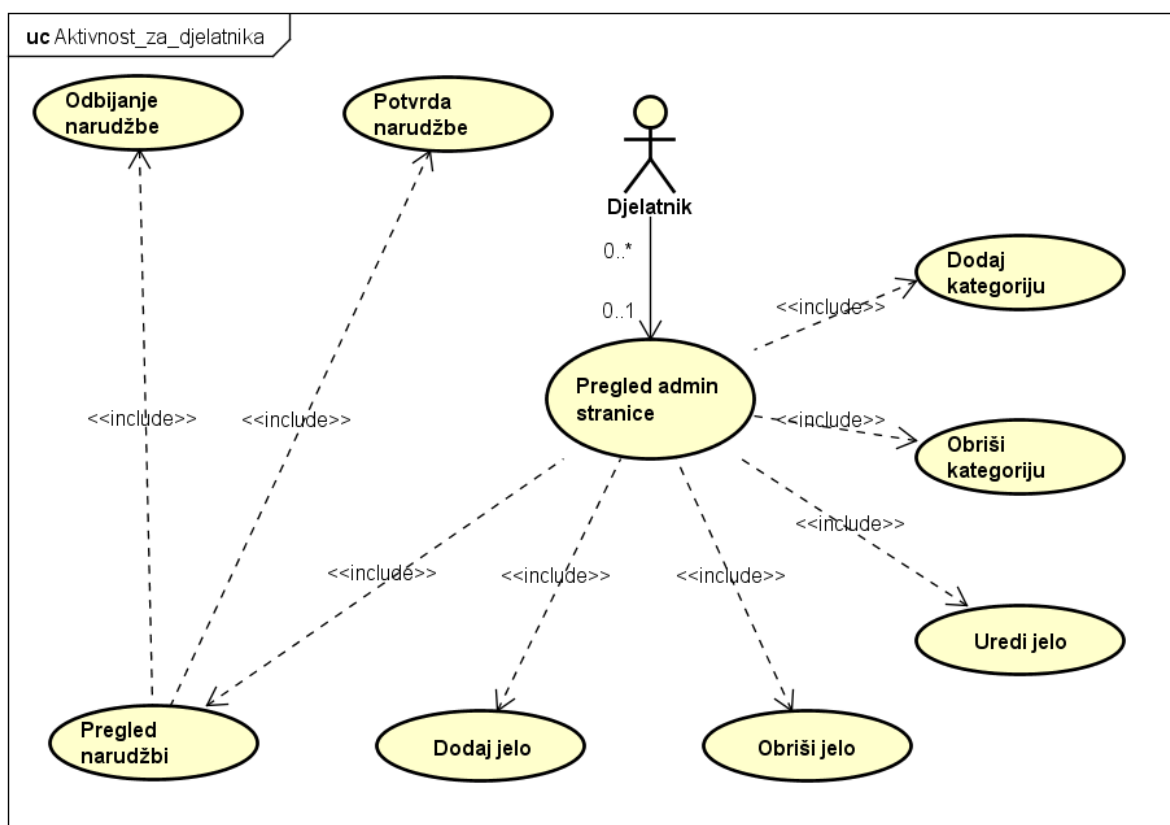 uc Aktivnost_za_djelatnika
Odbijanje
narudžbe
Potvrda
narudžbe
Djelatnik
0..*
0..1
Dodaj
kategoriju
<<include>>
Pregled admin
stranice
<<include>>
<<include>>
<<include>>
Obriši
kategoriju
<<include>>
<<include>>
<<include>>
<<include>>
Uredi jelo
Pregled
narudžbi
Dodaj jelo
Obriši jelo